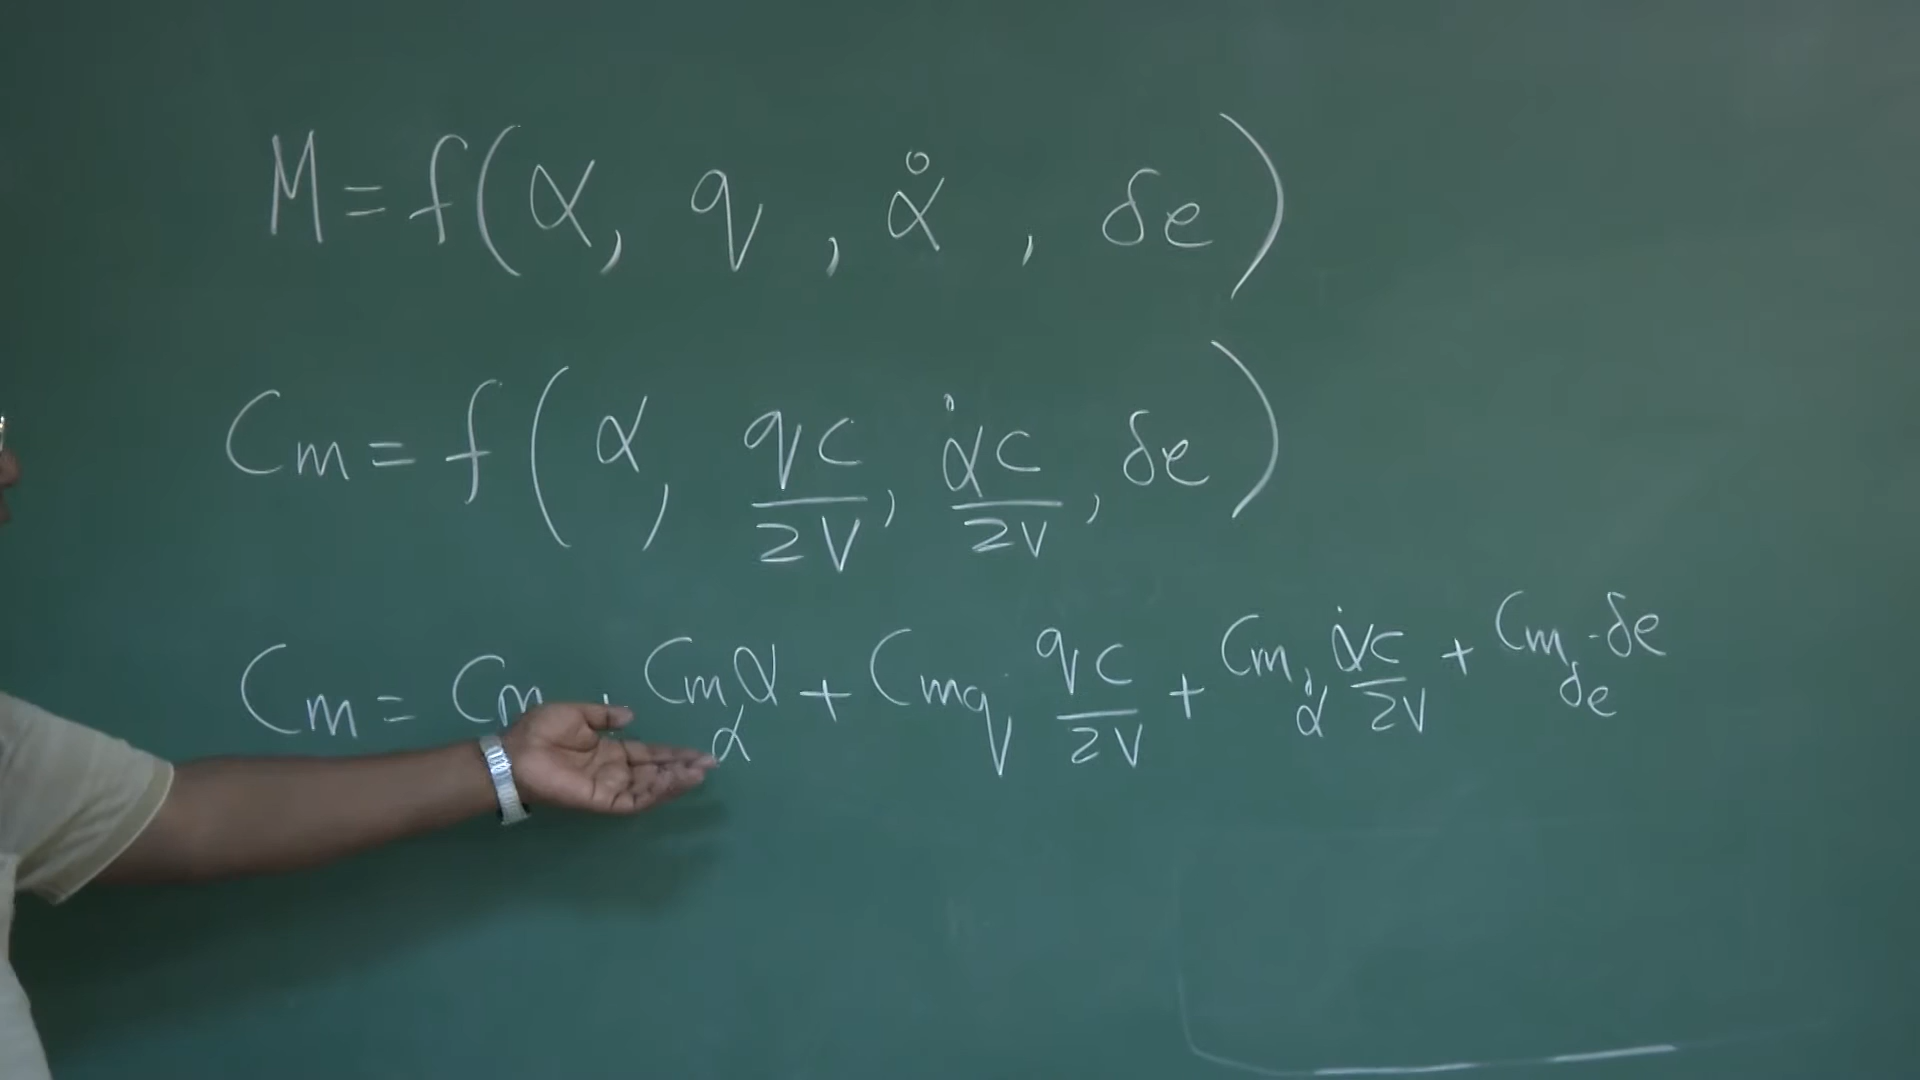 M = f(α, q, α̇, δe)
Cm = f(α, qc/2V, α̇c/2V, δe)
Cm = Cm + Cmα α + Cmq qc/2V + Cmα̇ α̇c/2V + Cmδe · δe